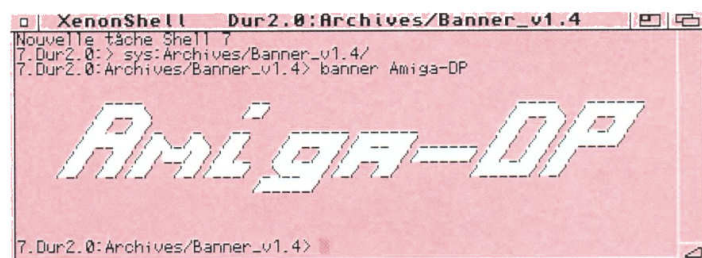 XenonShell Dur2.0:Archives/Banner_v1.4
Nouvelle tâche Shell 7
7.Dur2.0:> sys:Archives/Banner_v1.4/
7.Dur2.0:Archives/Banner_v1.4> banner Amiga-DP
Amiga-DP
7.Dur2.0:Archives/Banner_v1.4>